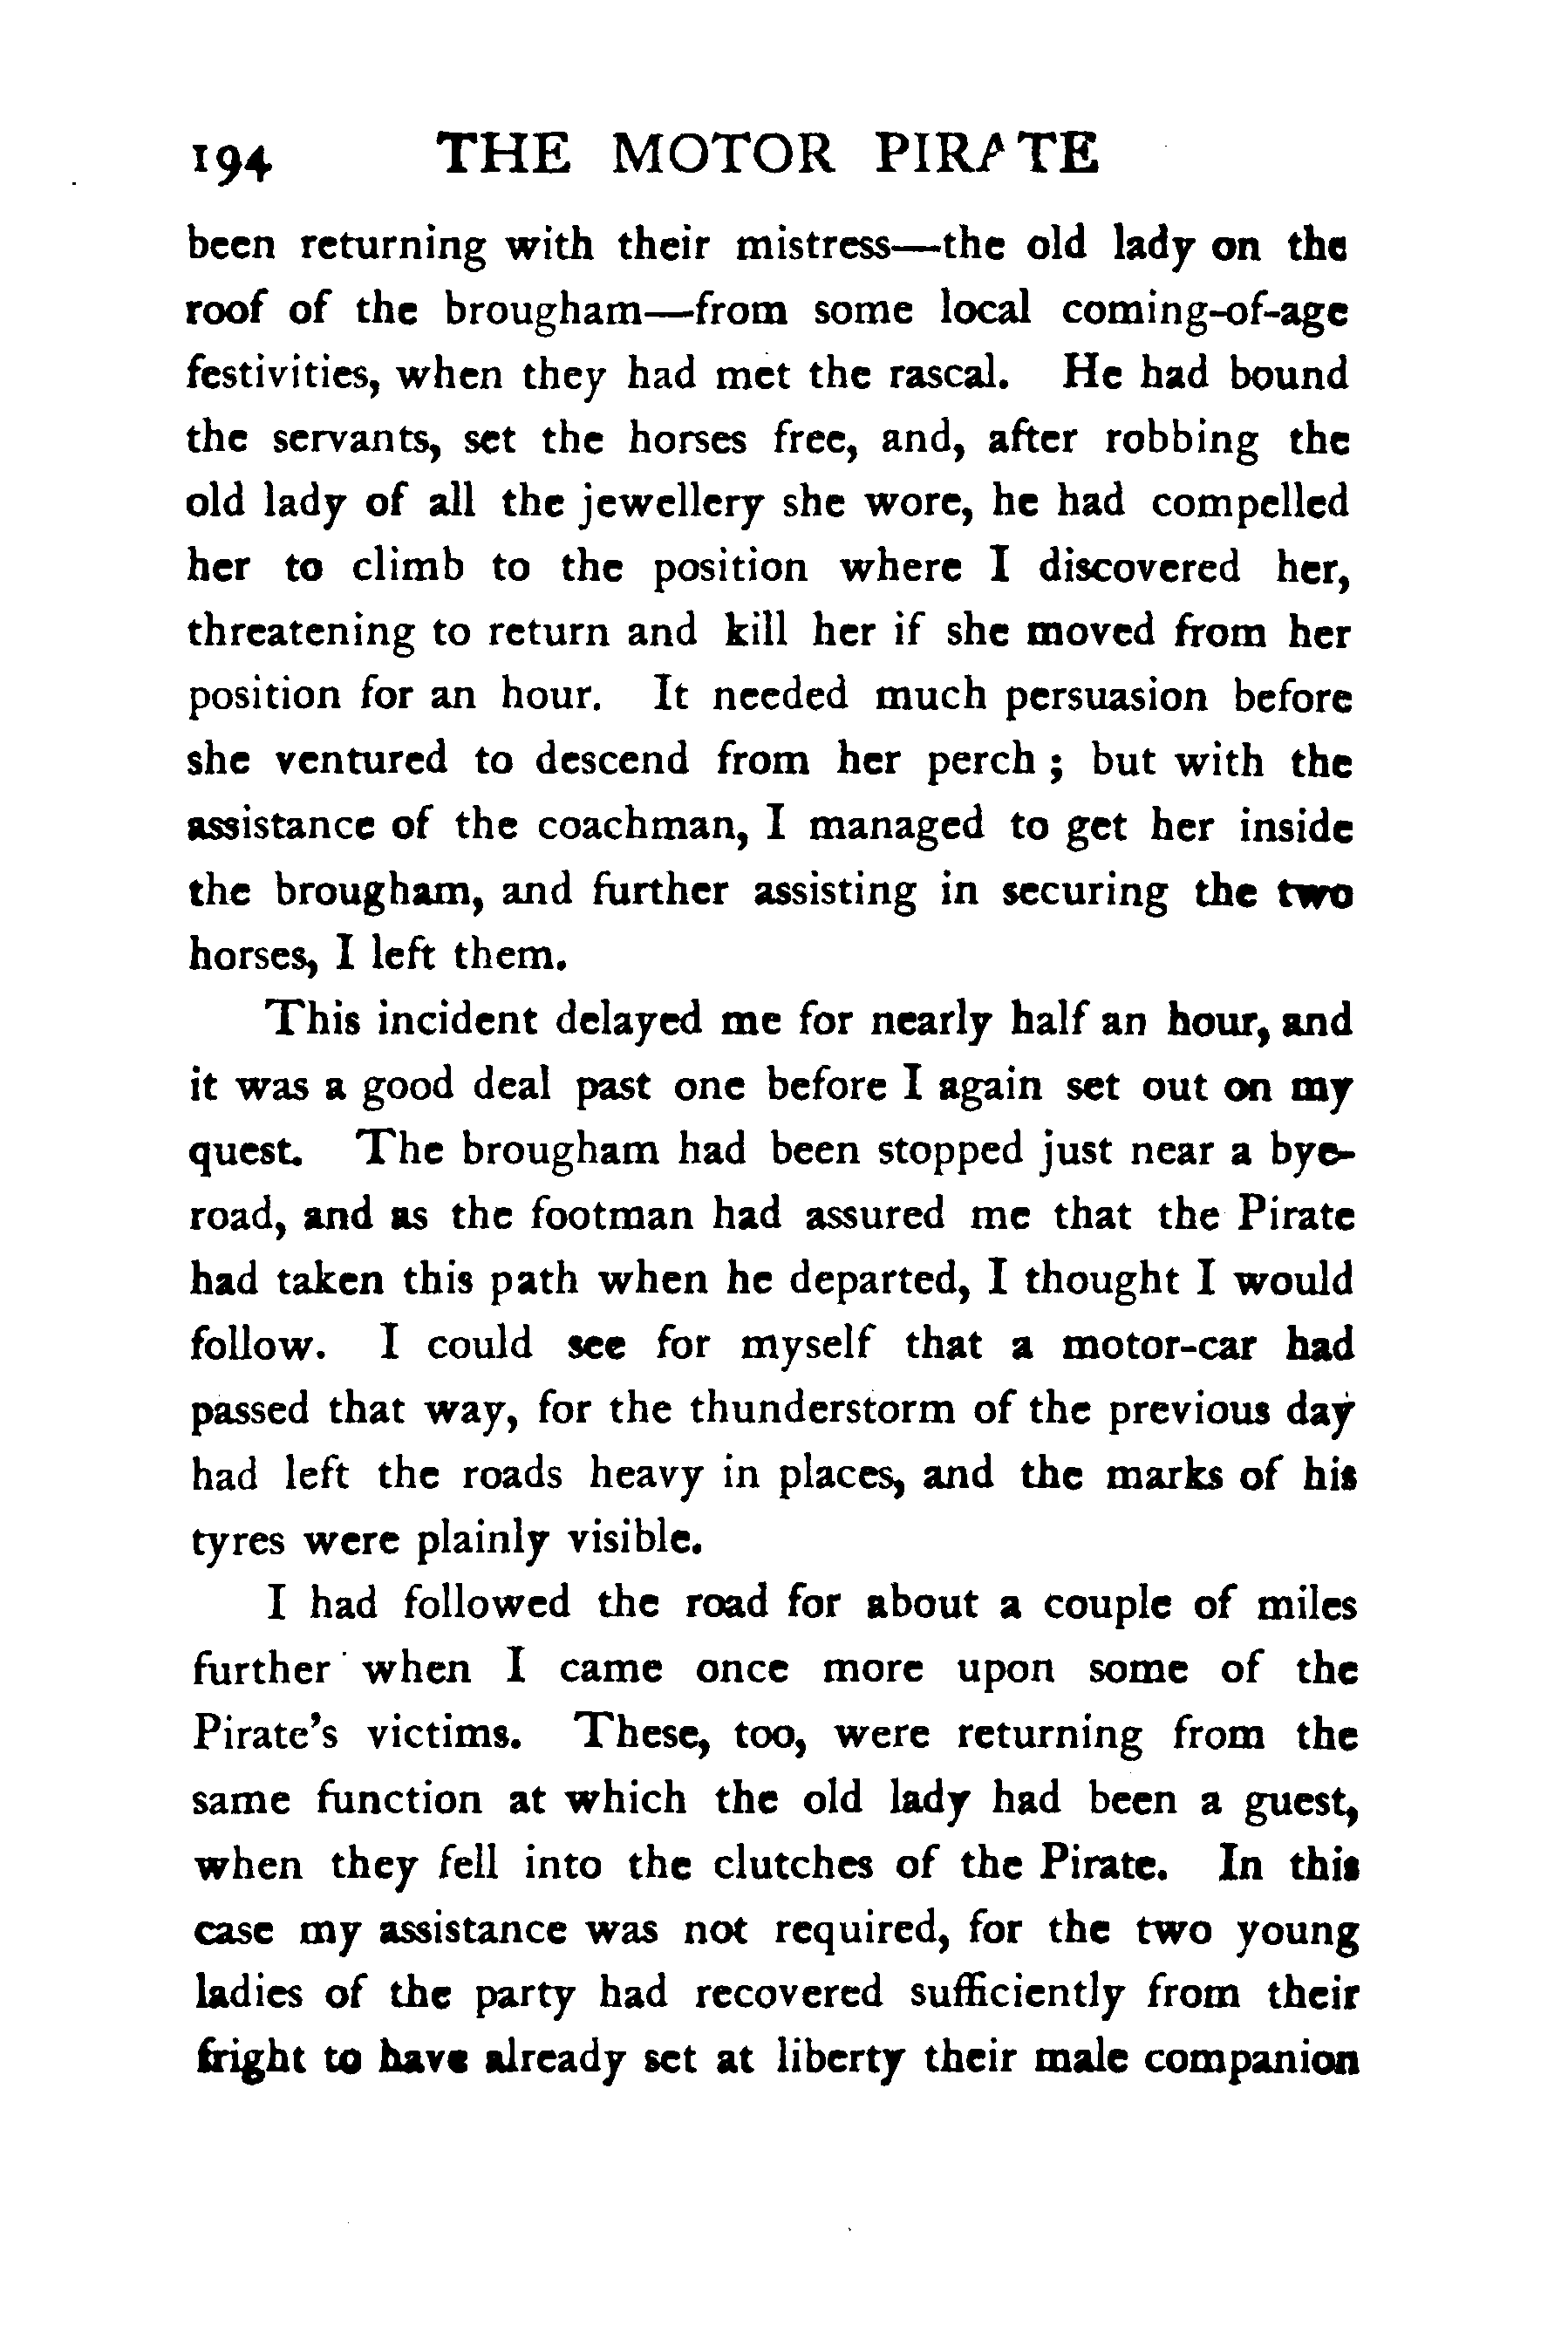 194 THE MOTOR PIRATE
been returning with their mistress—the old lady on the
roof of the brougham—from some local coming-of-age
festivities, when they had met the rascal. He had bound
the servants, set the horses free, and, after robbing the
old lady of all the jewellery she wore, he had compelled
her to climb to the position where I discovered her,
threatening to return and kill her if she moved from her
position for an hour. It needed much persuasion before
she ventured to descend from her perch ; but with the
assistance of the coachman, I managed to get her inside
the brougham, and further assisting in securing the two
horses, I left them.
This incident delayed me for nearly half an hour, and
it was a good deal past one before I again set out on my
quest. The brougham had been stopped just near a bye-
road, and as the footman had assured me that the Pirate
had taken this path when he departed, I thought I would
follow. I could see for myself that a motor-car had
passed that way, for the thunderstorm of the previous day
had left the roads heavy in places, and the marks of his
tyres were plainly visible.
I had followed the road for about a couple of miles
further when I came once more upon some of the
Pirate's victims. These, too, were returning from the
same function at which the old lady had been a guest,
when they fell into the clutches of the Pirate. In this
case my assistance was not required, for the two young
ladies of the party had recovered sufficiently from their
fright to have already set at liberty their male companion